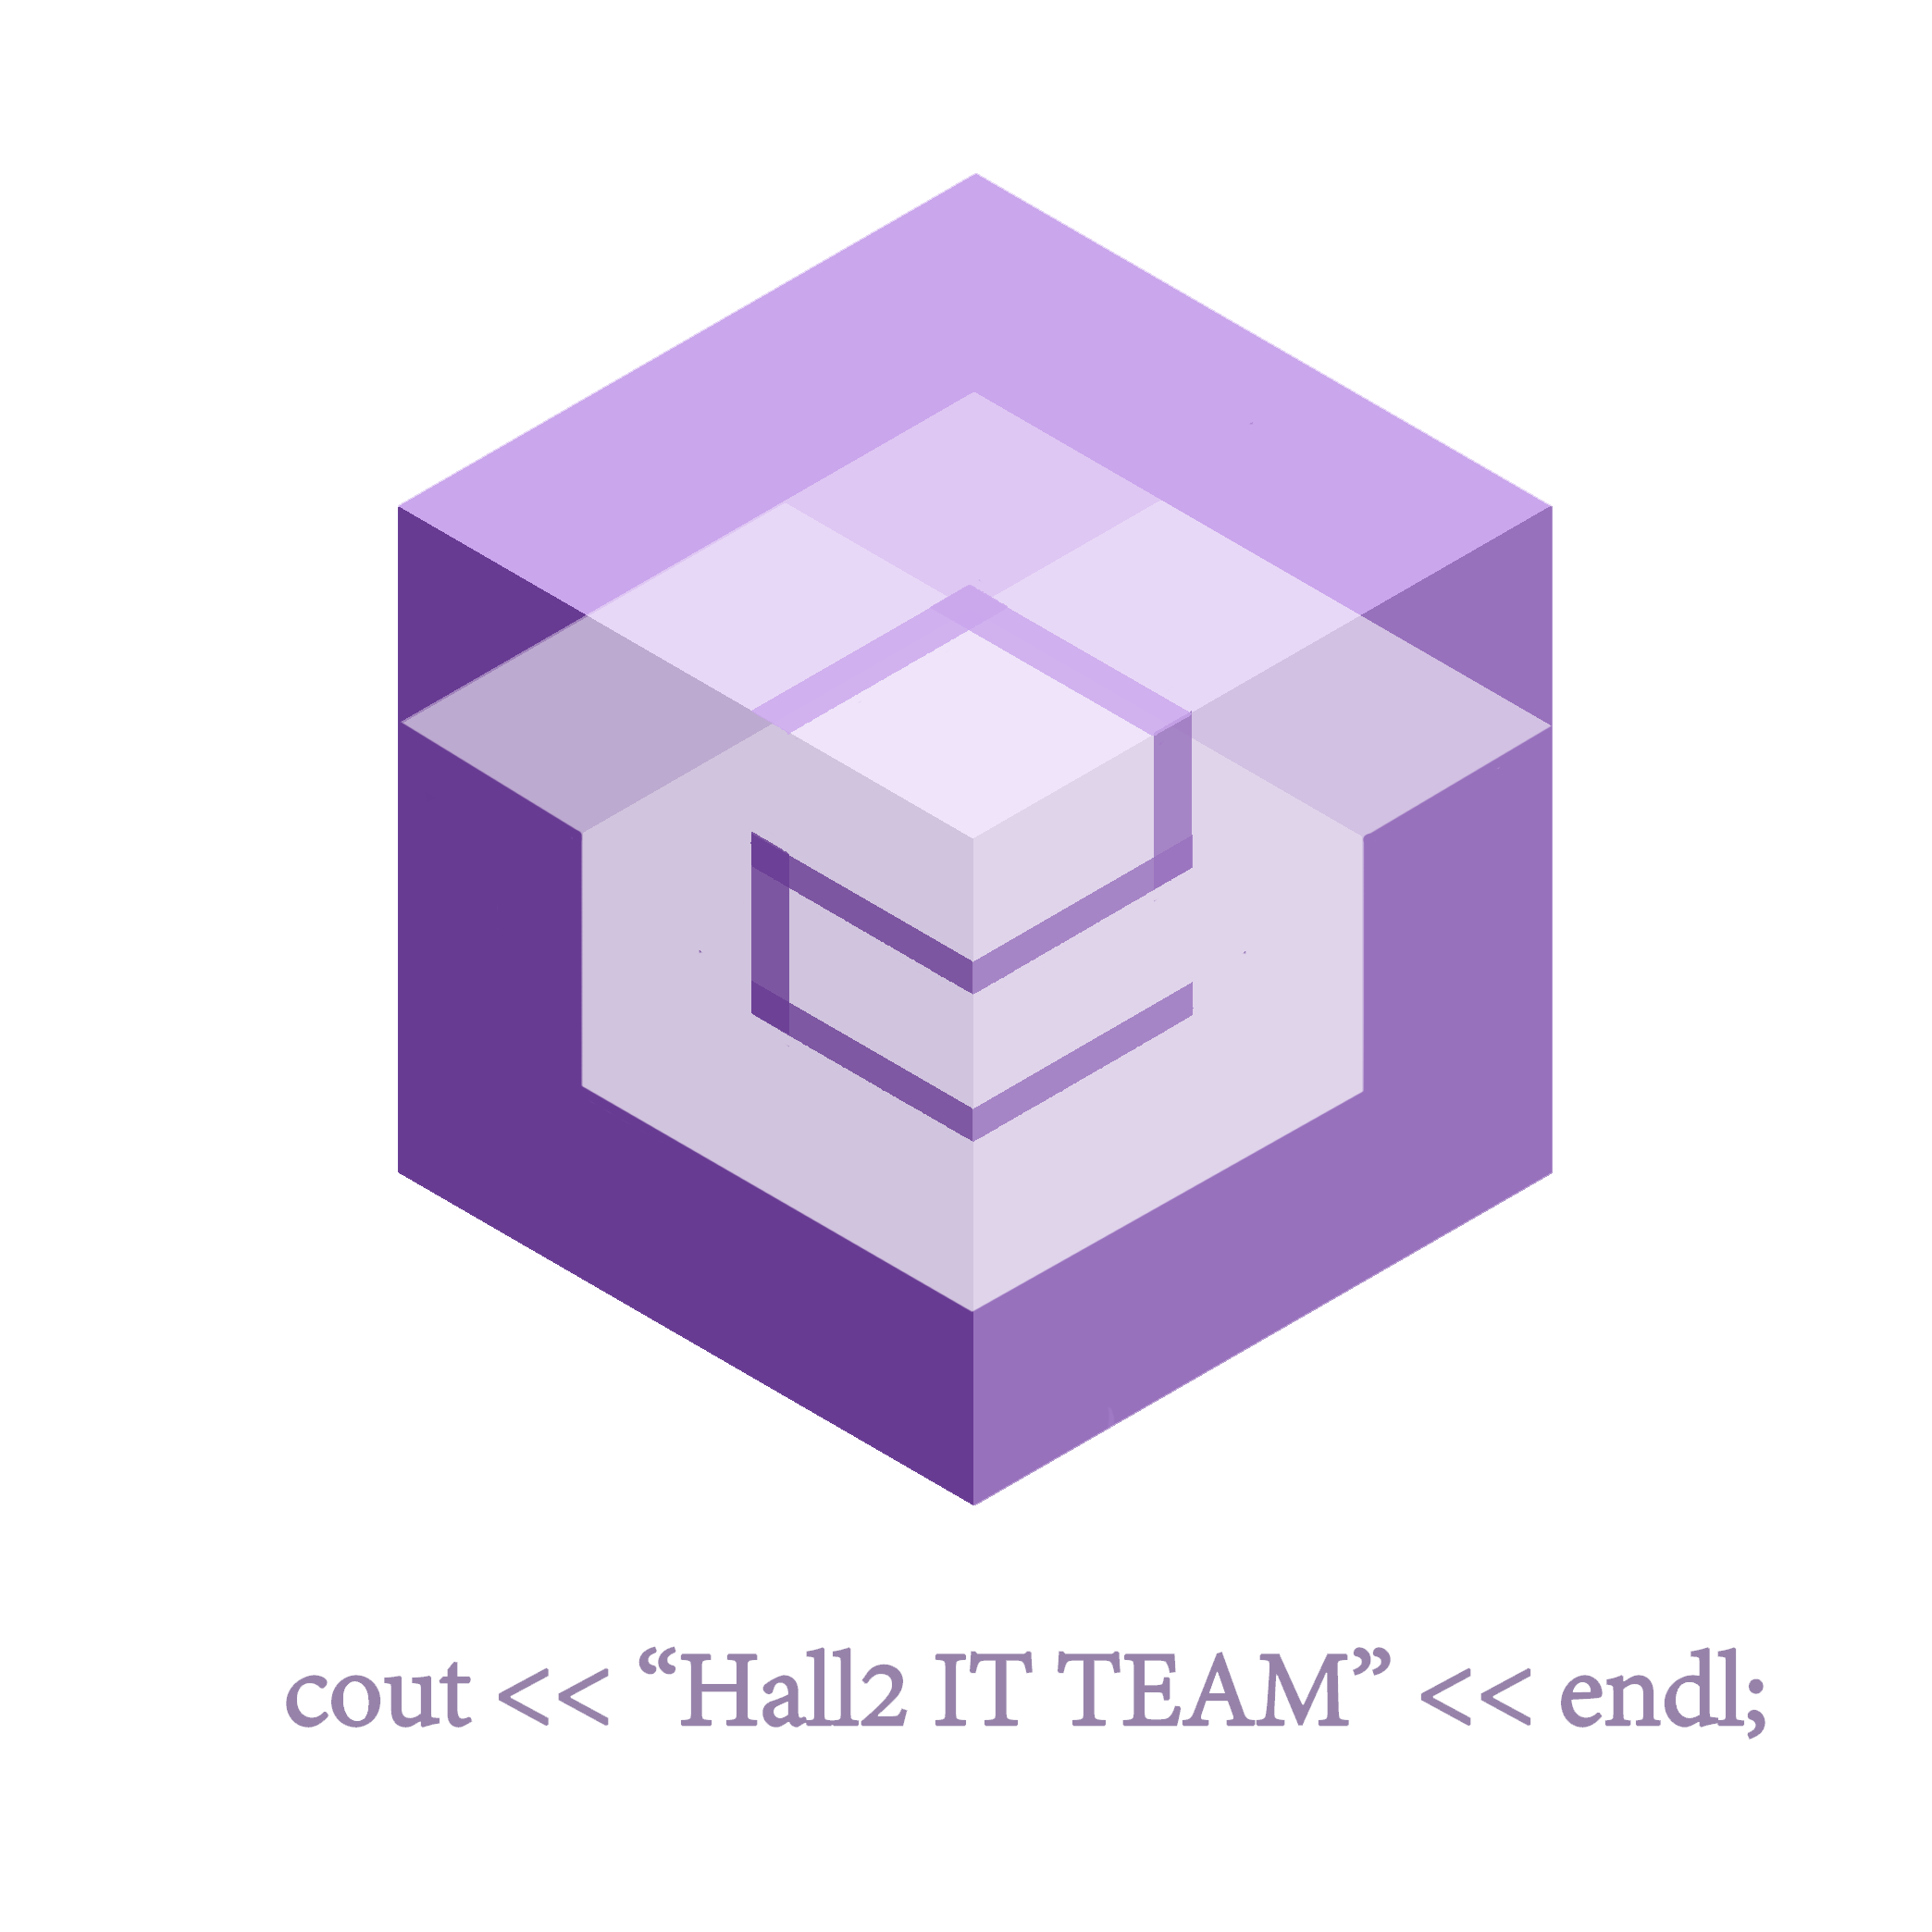 cout << “Hall2 IT TEAM” << endl;